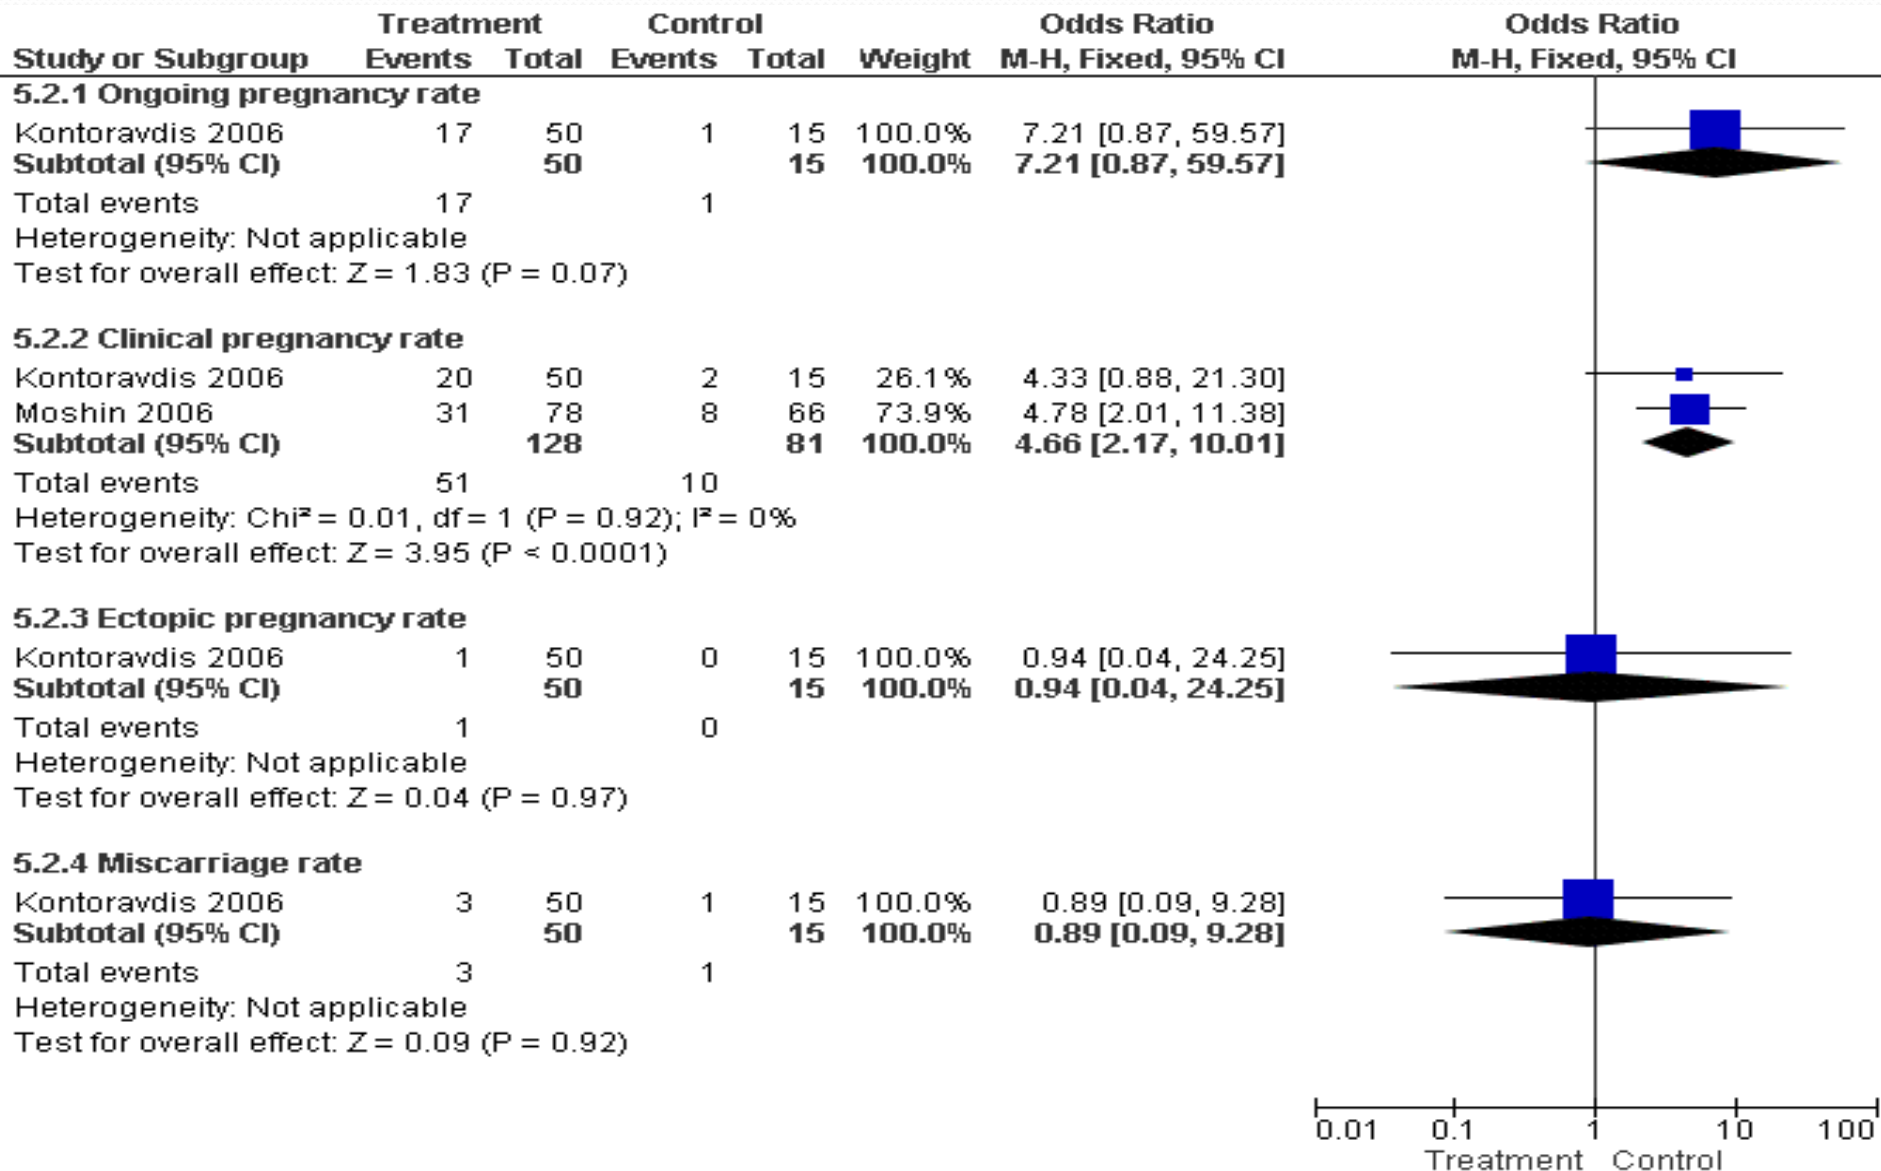 Treatment Control Odds Ratio Odds Ratio
Study or Subgroup Events Total Events Total Weight M-H, Fixed, 95% CI M-H, Fixed, 95% CI
5.2.1 Ongoing pregnancy rate
Kontoravdis 2006 17 50 1 15 100.0% 7.21 [0.87, 59.57]
Subtotal (95% CI) 50 15 100.0% 7.21 [0.87, 59.57]
Total events 17 1
Heterogeneity: Not applicable
Test for overall effect: Z = 1.83 (P = 0.07)
5.2.2 Clinical pregnancy rate
Kontoravdis 2006 20 50 2 15 26.1% 4.33 [0.88, 21.30]
Moshin 2006 31 78 8 66 73.9% 4.78 [2.01, 11.38]
Subtotal (95% CI) 128 81 100.0% 4.66 [2.17, 10.01]
Total events 51 10
Heterogeneity: Chi² = 0.01, df = 1 (P = 0.92); I² = 0%
Test for overall effect: Z = 3.95 (P < 0.0001)
5.2.3 Ectopic pregnancy rate
Kontoravdis 2006 1 50 0 15 100.0% 0.94 [0.04, 24.25]
Subtotal (95% CI) 50 15 100.0% 0.94 [0.04, 24.25]
Total events 1 0
Heterogeneity: Not applicable
Test for overall effect: Z = 0.04 (P = 0.97)
5.2.4 Miscarriage rate
Kontoravdis 2006 3 50 1 15 100.0% 0.89 [0.09, 9.28]
Subtotal (95% CI) 50 15 100.0% 0.89 [0.09, 9.28]
Total events 3 1
Heterogeneity: Not applicable
Test for overall effect: Z = 0.09 (P = 0.92)
0.01 0.1 1 10 100
Treatment Control